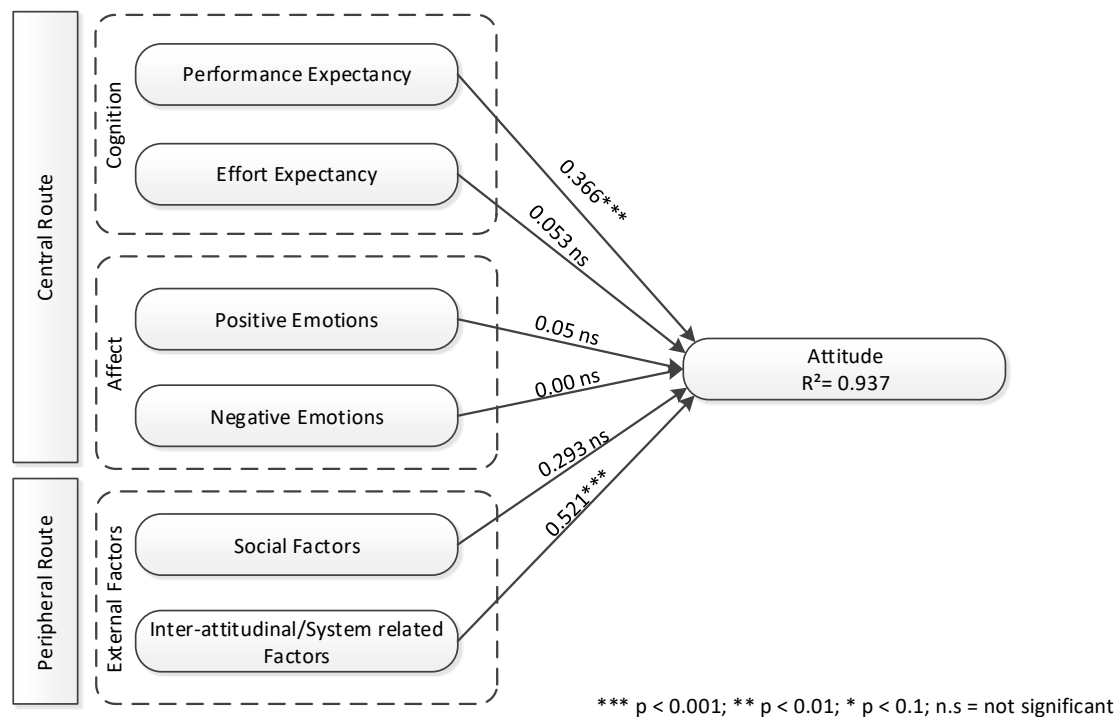 Central Route
Cognition
Performance Expectancy
Effort Expectancy
Affect
Positive Emotions
Negative Emotions
Peripheral Route
External Factors
Social Factors
Inter-attitudinal/System related
Factors
0.366***
0.053 ns
0.05 ns
0.00 ns
0.293 ns
0.521***
Attitude
R²= 0.937
*** p < 0.001; ** p < 0.01; * p < 0.1; n.s = not significant